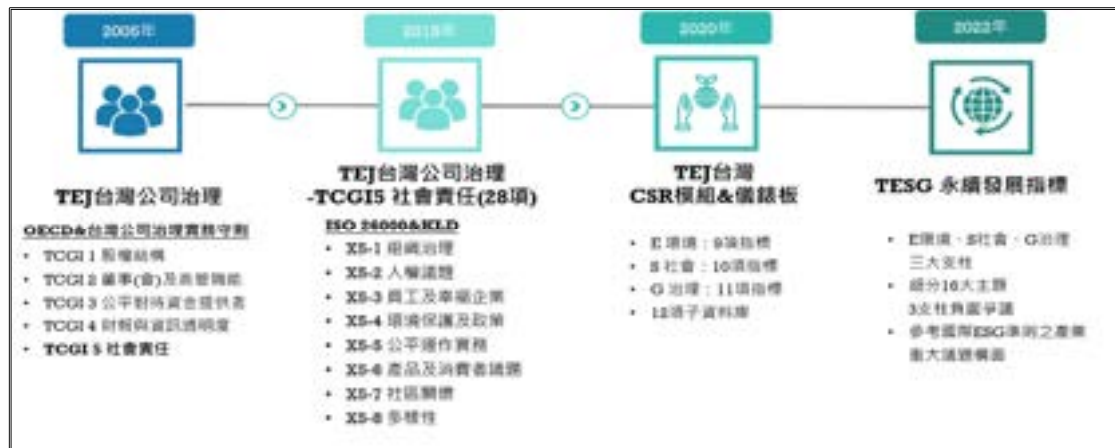 2006年
TEJ台灣公司治理
OECD&台灣公司治理實務守則
• TCGI 1 股權結構
• TCGI 2 董事(會)及高管職能
• TCGI 3 公平對待資金提供者
• TCGI 4 財報與資訊透明度
• TCGI 5 社會責任
TEJ台灣公司治理
-TCGI5 社會責任(28項)
ISO 26000&KLD
• X5-1 組織治理
• X5-2 人權議題
• X5-3 員工及幸福企業
• X5-4 環境保護及政策
• X5-5 公平運作實務
• X5-6 產品及消費者議題
• X5-7 社區關懷
• X5-8 多樣性
2020年
TEJ台灣
CSR模組&儀錶板
• E 環境：9項指標
• S 社會：10項指標
• G 治理：11項指標
• 12項子資料庫
2022年
TESG 永續發展指標
• E環境、S社會、G治理
三大支柱
• 細分16大主題
3支柱負面爭議
• 參考國際ESG準則之產業
重大議題構面